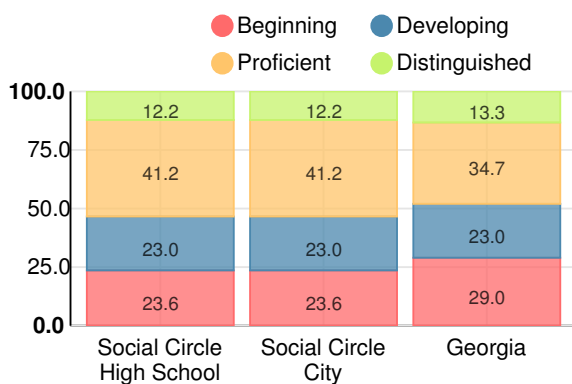 Beginning
Developing
Proficient
Distinguished
100.0
75.0
50.0
25.0
0.0
12.2
12.2
13.3
41.2
41.2
34.7
23.0
23.0
23.0
23.6
23.6
29.0
Social Circle
High School
Social Circle
City
Georgia